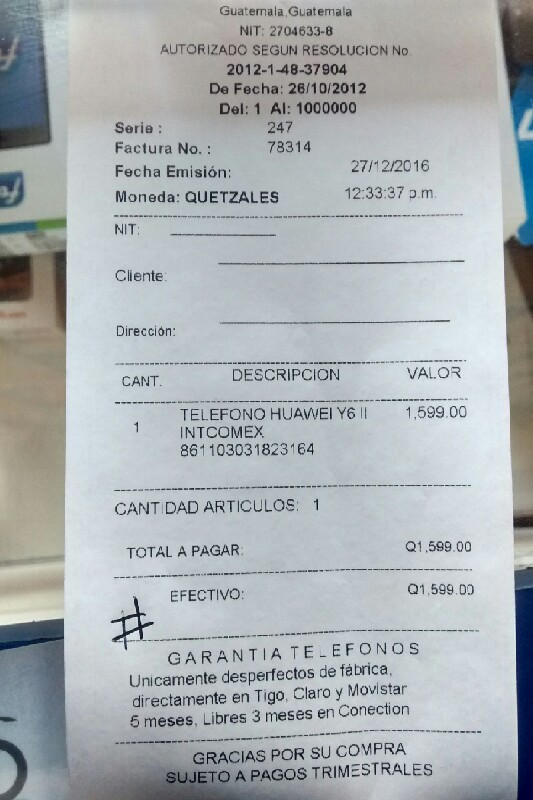 Guatemala,Guatemala
NIT: 2704633-8
AUTORIZADO SEGUN RESOLUCION No.
2012-1-48-37904
De Fecha: 26/10/2012
Del: 1 Al: 1000000
Serie : 247
Factura No. : 78314
Fecha Emisión: 27/12/2016
Moneda: QUETZALES 12:33:37 p.m.
NIT:
Cliente:
Dirección:
CANT. DESCRIPCION VALOR
1 TELEFONO HUAWEI Y6 II 1,599.00
INTCOMEX
861103031823164
CANTIDAD ARTICULOS: 1
TOTAL A PAGAR: Q1,599.00
EFECTIVO: Q1,599.00
#
GARANTIA TELEFONOS
Unicamente desperfectos de fábrica,
directamente en Tigo, Claro y Movistar
6 meses, Libres 3 meses en Conection
GRACIAS POR SU COMPRA
SUJETO A PAGOS TRIMESTRALES